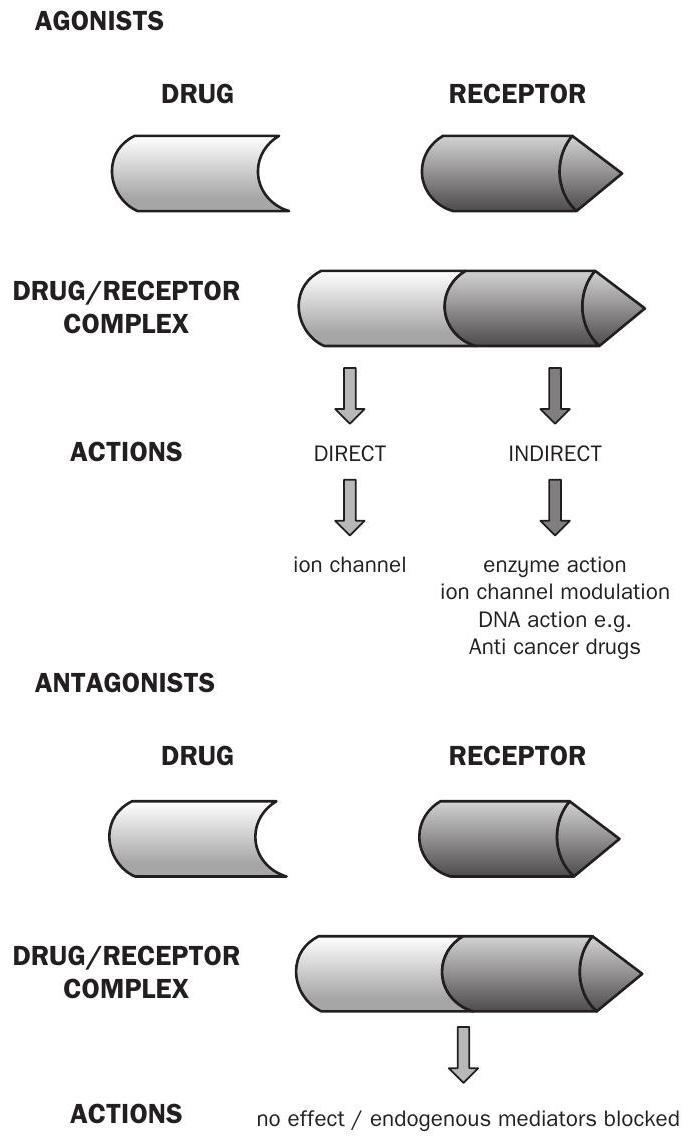 AGONISTS
DRUG
RECEPTOR
DRUG/RECEPTOR
COMPLEX
ACTIONS
DIRECT
INDIRECT
ion channel
enzyme action
ion channel modulation
DNA action e.g.
Anti cancer drugs
ANTAGONISTS
DRUG
RECEPTOR
DRUG/RECEPTOR
COMPLEX
ACTIONS
no effect / endogenous mediators blocked